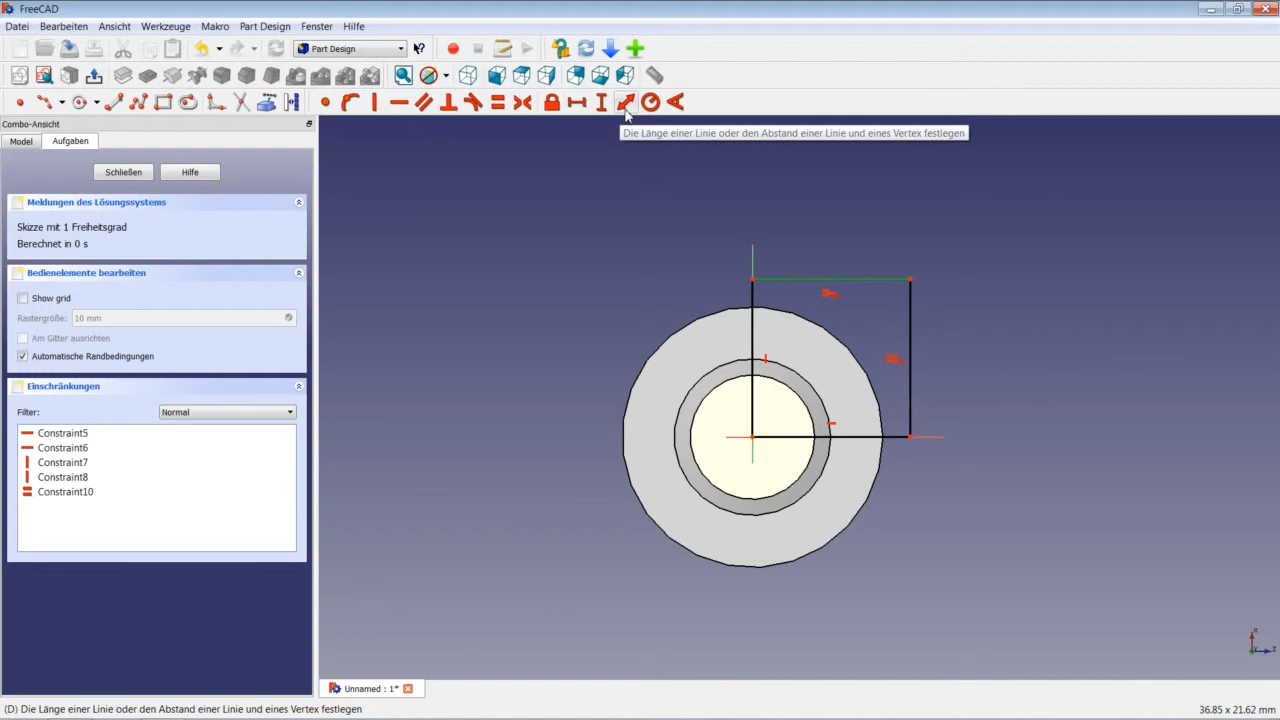 FreeCAD
Datei Bearbeiten Ansicht Werkzeuge Makro Part Design Fenster Hilfe
Part Design
Combo-Ansicht
Model Aufgaben
Die Länge einer Linie oder den Abstand einer Linie und eines Vertex festlegen
Schließen Hilfe
Meldungen des Lösungssystems
Skizze mit 1 Freiheitsgrad
Berechnet in 0 s
Bedienelemente bearbeiten
Show grid
Rastergröße: 10 mm
Am Gitter ausrichten
Automatische Randbedingungen
Einschränkungen
Filter: Normal
Constraint5
Constraint6
Constraint7
Constraint8
Constraint10
Unnamed : 1*
(D) Die Länge einer Linie oder den Abstand einer Linie und eines Vertex festlegen
36.85 x 21.62 mm